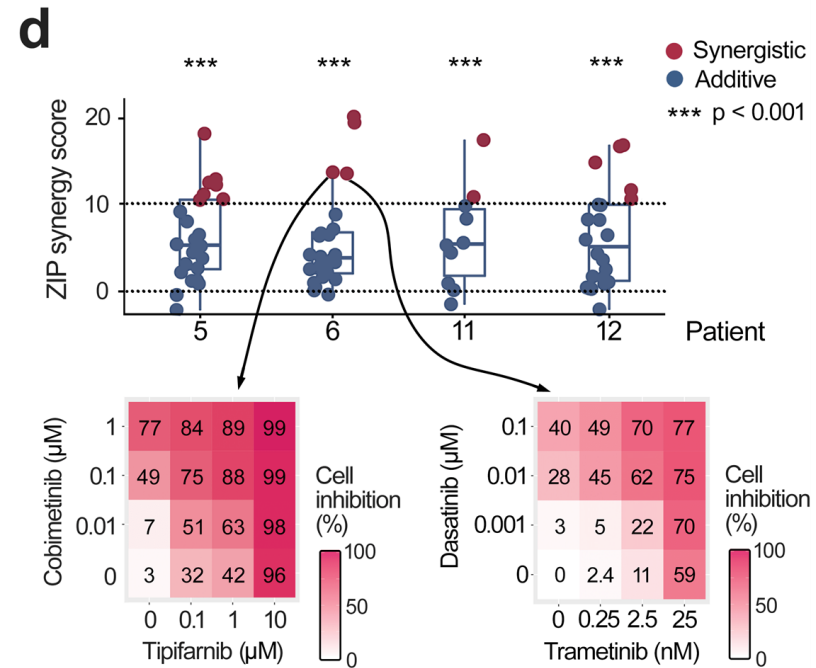 d
*** *** *** ***
Synergistic
Additive
*** p < 0.001
ZIP synergy score
20
10
0
5 6 11 12 Patient
Cobimetinib (µM)
1 77 84 89 99
0.1 49 75 88 99
0.01 7 51 63 98
0 3 32 42 96
0 0.1 1 10
Tipifarnib (µM)
Cell
inhibition
(%)
100
50
0
Dasatinib (µM)
0.1 40 49 70 77
0.01 28 45 62 75
0.001 3 5 22 70
0 0 2.4 11 59
0 0.25 2.5 25
Trametinib (nM)
Cell
inhibition
(%)
100
50
0